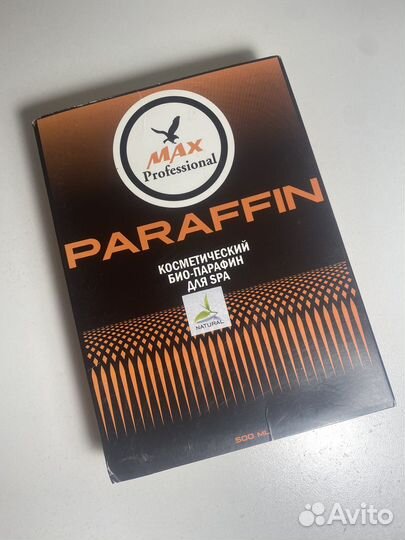 MAX
Professional
PARAFFIN
КОСМЕТИЧЕСКИЙ
БИО-ПАРАФИН
ДЛЯ SPA
NATURAL
500 ML
Avito